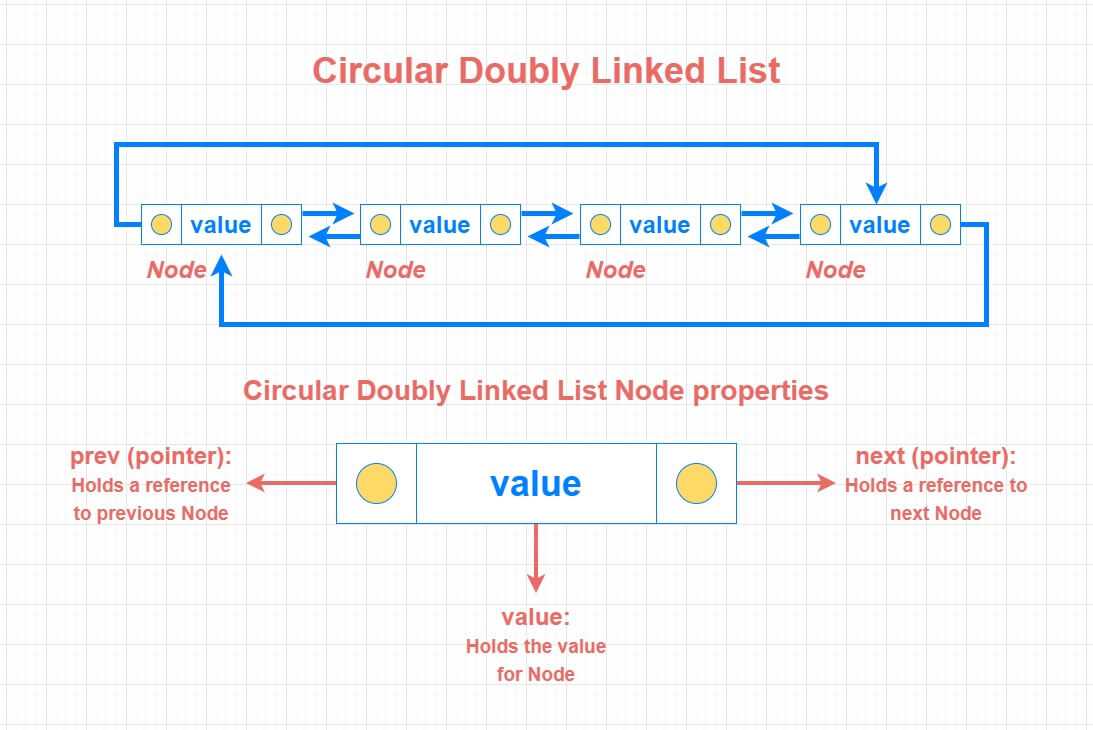 Circular Doubly Linked List
value value value value
Node Node Node Node
Circular Doubly Linked List Node properties
prev (pointer):
Holds a reference
to previous Node
value
next (pointer):
Holds a reference to
next Node
value:
Holds the value
for Node